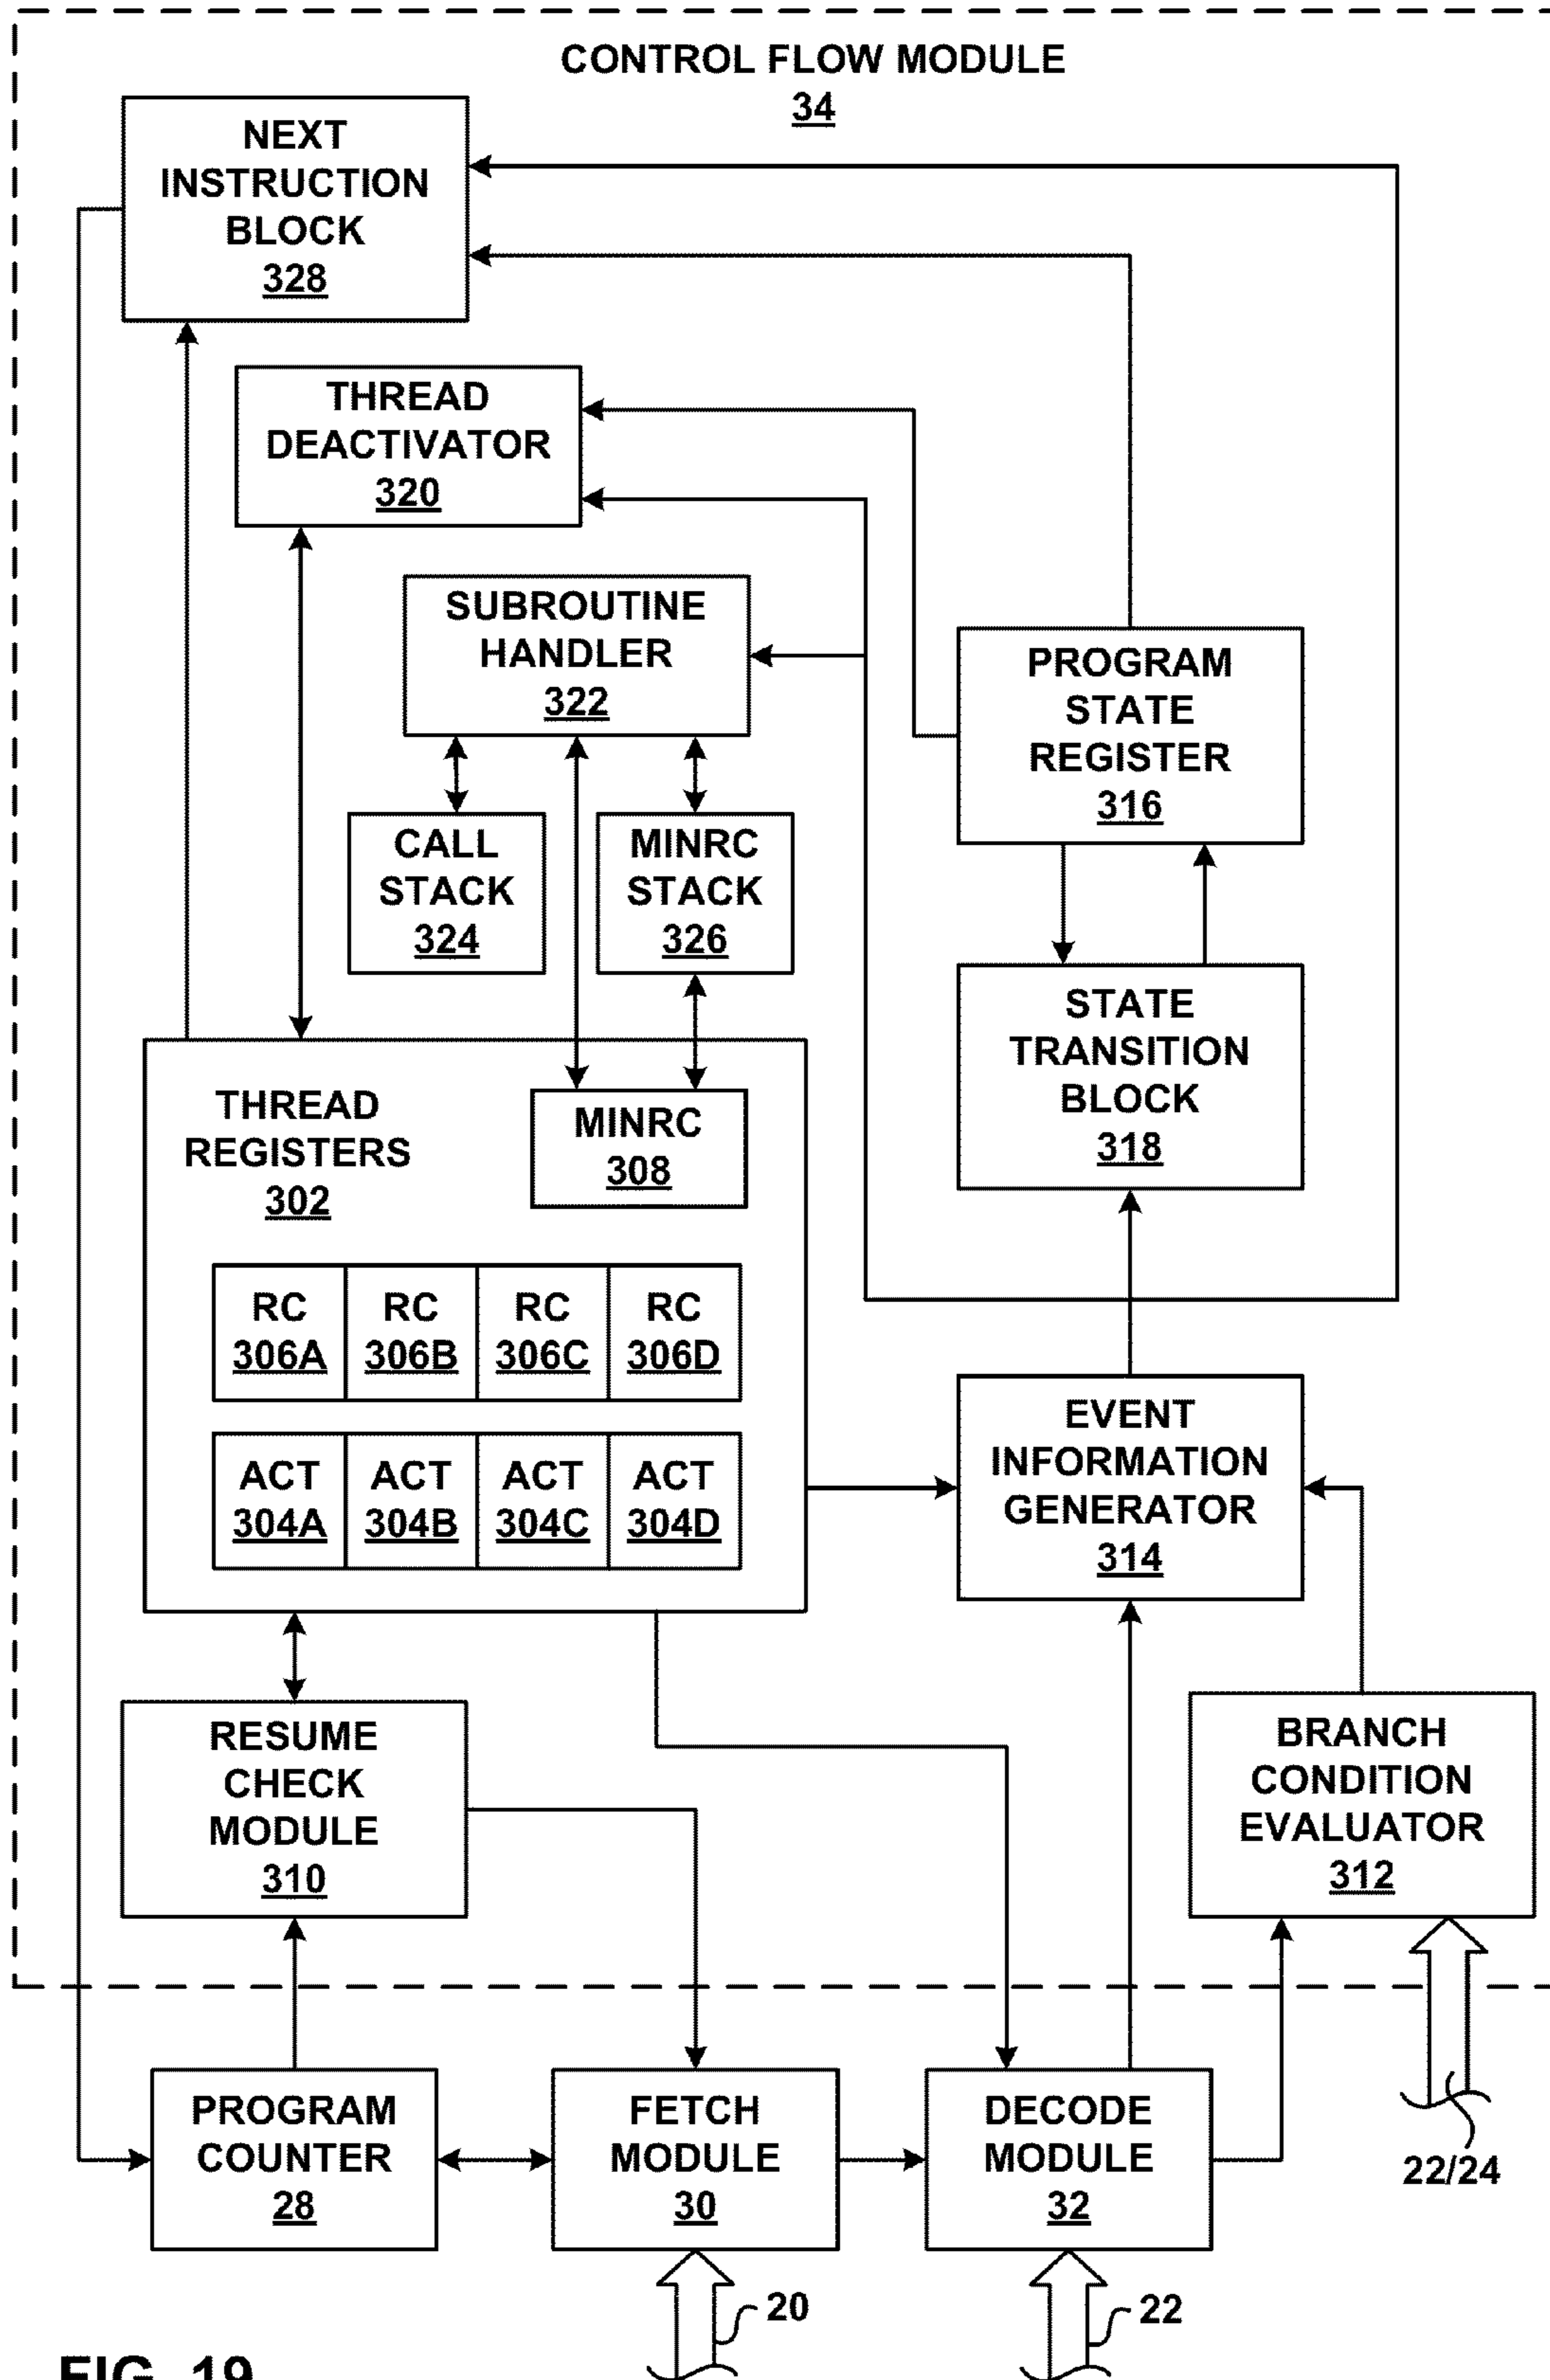 CONTROL FLOW MODULE
34
NEXT
INSTRUCTION
BLOCK
328
THREAD
DEACTIVATOR
320
SUBROUTINE
HANDLER
322
PROGRAM
STATE
REGISTER
316
CALL
STACK
324
MINRC
STACK
326
STATE
TRANSITION
BLOCK
318
THREAD
REGISTERS
302
MINRC
308
RC
306A
RC
306B
RC
306C
RC
306D
ACT
304A
ACT
304B
ACT
304C
ACT
304D
EVENT
INFORMATION
GENERATOR
314
RESUME
CHECK
MODULE
310
BRANCH
CONDITION
EVALUATOR
312
PROGRAM
COUNTER
28
FETCH
MODULE
30
DECODE
MODULE
32
22/24
20
22
FIG. 19